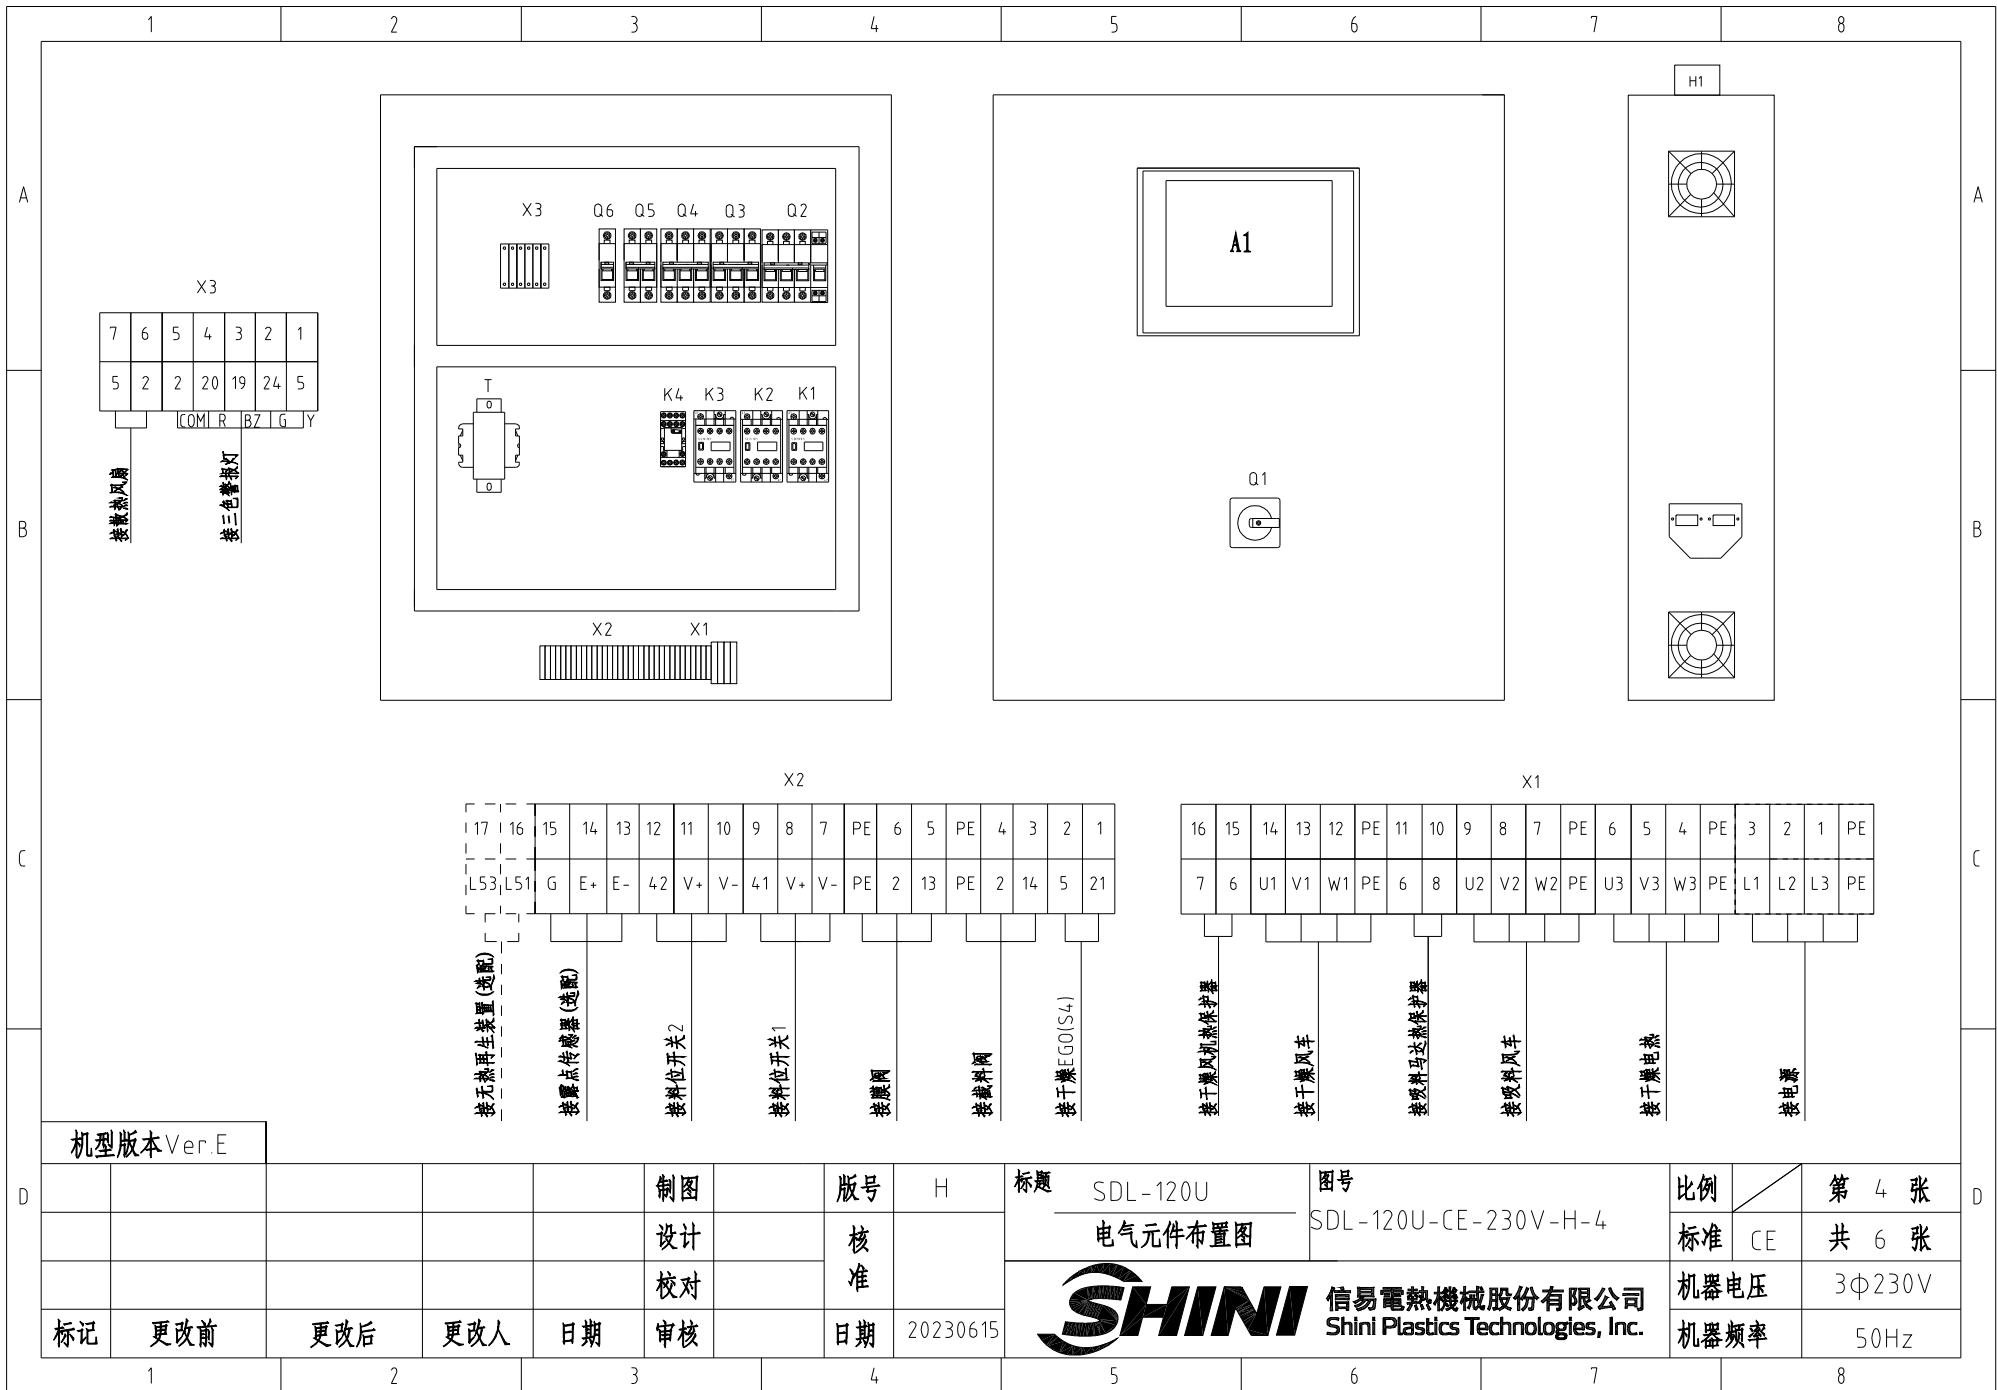 1 2 3 4 5 6 7 8
H1
A A
X3 Q6 Q5 Q4 Q3 Q2
A1
X3
7 6 5 4 3 2 1
5 2 2 20 19 24 5
COM R BZ G Y
接散热风扇
接三色警报灯
T K4 K3 K2 K1
0
0
Q1
B B
X2 X1
X2
17 16 15 14 13 12 11 10 9 8 7 PE 6 5 PE 4 3 2 1
L53 L51 G E+ E- 42 V+ V- 41 V+ V- PE 2 13 PE 2 14 5 21
接无热再生装置(选配)
接露点传感器(选配)
接料位开关2
接料位开关1
接膜阀
接截料阀
接干燥EGO(S4)
X1
16 15 14 13 12 PE 11 10 9 8 7 PE 6 5 4 PE 3 2 1 PE
7 6 U1 V1 W1 PE 6 8 U2 V2 W2 PE U3 V3 W3 PE L1 L2 L3 PE
接干燥风机热保护器
接干燥风车
接吸料马达热保护器
接吸料风车
接干燥电热
接电源
C C
机型版本Ver.E
D D
标记 更改前 更改后 更改人 日期
制图
设计
校对
审核
版号 H
核准
日期 20230615
标题 SDL-120U
电气元件布置图
图号
SDL-120U-CE-230V-H-4
比例 第 4 张
标准 CE 共 6 张
机器电压 3φ230V
机器频率 50Hz
SHINI
信易電熱機械股份有限公司
Shini Plastics Technologies, Inc.
1 2 3 4 5 6 7 8